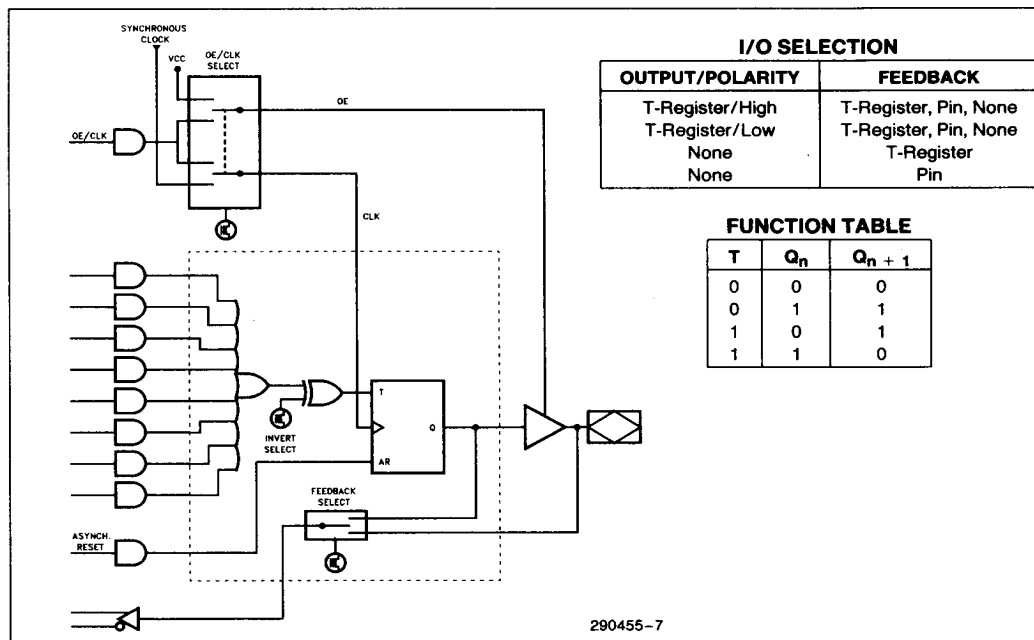 SYNCHRONOUS
CLOCK
VCC
OE/CLK
SELECT
OE
OE/CLK
CLK
I/O SELECTION
OUTPUT/POLARITY FEEDBACK
T-Register/High T-Register, Pin, None
T-Register/Low T-Register, Pin, None
None T-Register
None Pin
FUNCTION TABLE
T Qn Qn + 1
0 0 0
0 1 1
1 0 1
1 1 0
T
Q
AR
INVERT
SELECT
FEEDBACK
SELECT
ASYNCH.
RESET
290455-7